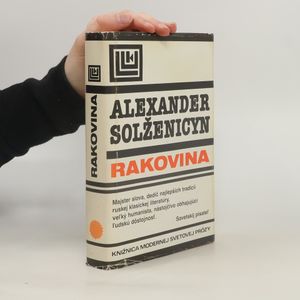 RAKOVINA
ALEXANDER
SOLŽENICYN
RAKOVINA
Majster slova, dedič najlepších tradícií
ruskej klasickej literatúry,
veľký humanista, nástojčivo obhajujúci
ľudskú dôstojnosť.
Sovetskij pisateľ
KNIŽNICA MODERNEJ SVETOVEJ PRÓZY